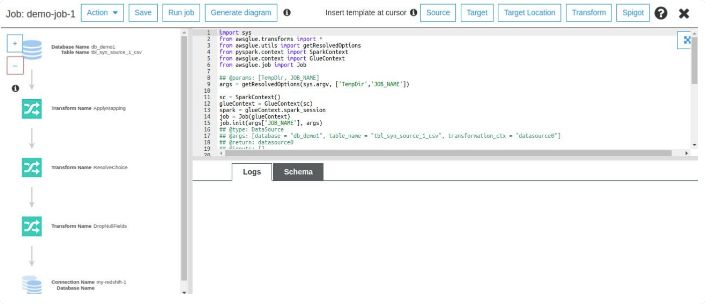 Job: demo-job-1
Action
Save
Run job
Generate diagram
Insert template at cursor
Source
Target
Target Location
Transform
Spigot
Database Name db_demo1
Table Name tbl_syn_source_1_csv
Transform Name ApplyMapping
Transform Name ResolveChoice
Transform Name DropNullFields
Connection Name my-redshift-1
Database Name
1 import sys
2 from awsglue.transforms import *
3 from awsglue.utils import getResolvedOptions
4 from pyspark.context import SparkContext
5 from awsglue.context import GlueContext
6 from awsglue.job import Job
7
8 ## @params: [TempDir, JOB_NAME]
9 args = getResolvedOptions(sys.argv, ['TempDir','JOB_NAME'])
10
11 sc = SparkContext()
12 glueContext = GlueContext(sc)
13 spark = glueContext.spark_session
14 job = Job(glueContext)
15 job.init(args['JOB_NAME'], args)
16 ## @type: DataSource
17 ## @args: [database = "db_demo1", table_name = "tbl_syn_source_1_csv", transformation_ctx = "datasource0"]
18 ## @return: datasource0
19 ## @inputs: []
20
Logs
Schema